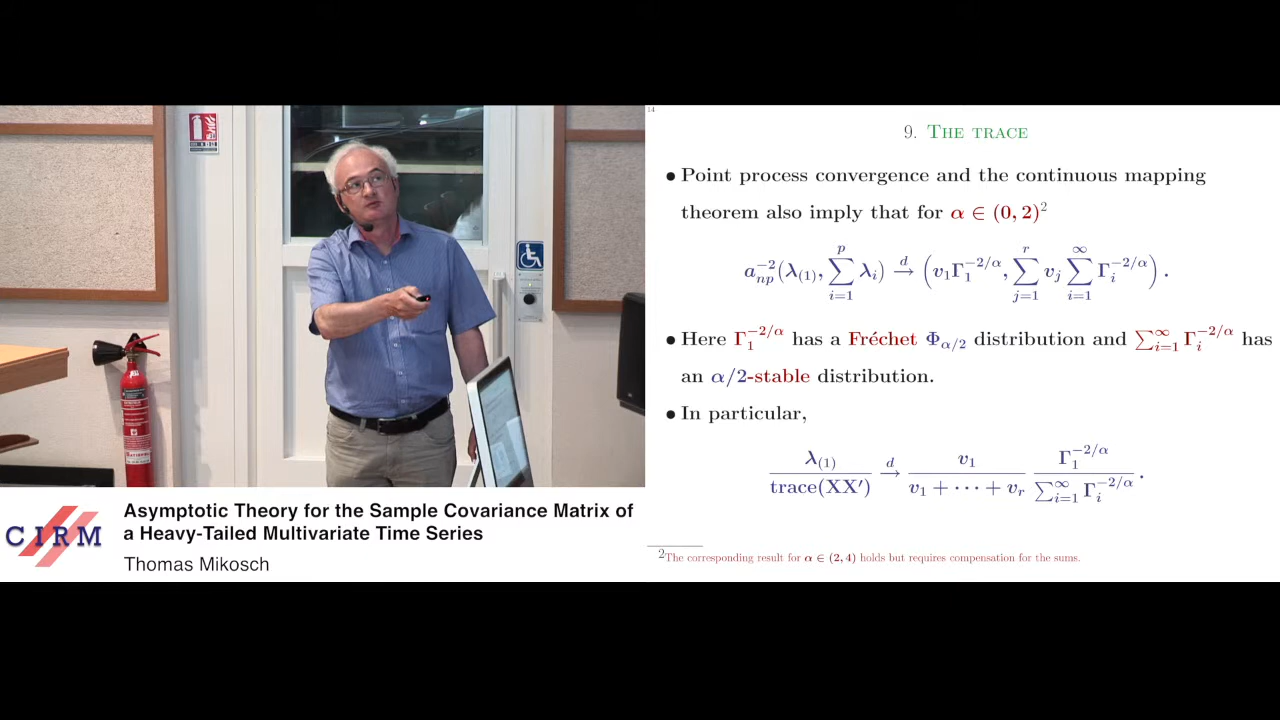 14
9. The trace
• Point process convergence and the continuous mapping
theorem also imply that for α ∈ (0, 2)²
a_{np}^{-2}(λ_{(1)}, ∑_{i=1}^{p} λ_i) →^d (v_1Γ_1^{-2/α}, ∑_{j=1}^{r} v_j ∑_{i=1}^{∞} Γ_i^{-2/α}).
• Here Γ_1^{-2/α} has a Fréchet Φ_{α/2} distribution and ∑_{i=1}^{∞} Γ_i^{-2/α} has
an α/2-stable distribution.
• In particular,
λ_{(1)} / trace(XX′) →^d v_1 / (v_1 + ⋯ + v_r) Γ_1^{-2/α} / ∑_{i=1}^{∞} Γ_i^{-2/α}.
²The corresponding result for α ∈ (2, 4) holds but requires compensation for the sums.
CIRM
Asymptotic Theory for the Sample Covariance Matrix of
a Heavy-Tailed Multivariate Time Series
Thomas Mikosch